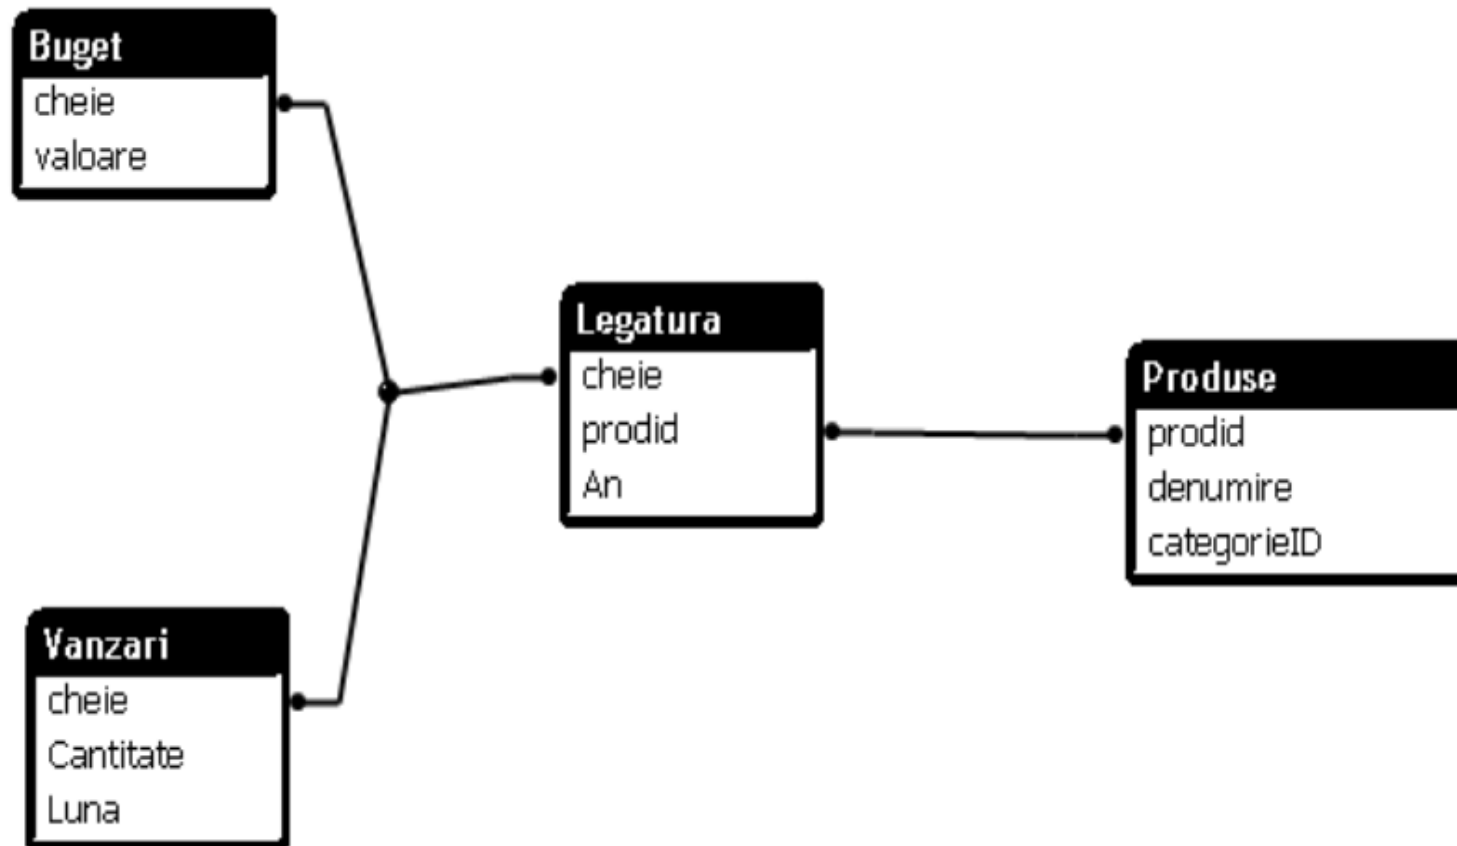 Buget
cheie
valoare
Legatura
cheie
prodid
An
Produse
prodid
denumire
categorieID
Vanzari
cheie
Cantitate
Luna